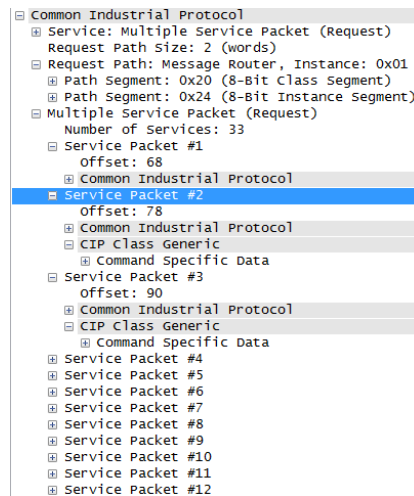 Common Industrial Protocol
Service: Multiple Service Packet (Request)
Request Path Size: 2 (words)
Request Path: Message Router, Instance: 0x01
Path Segment: 0x20 (8-Bit Class Segment)
Path Segment: 0x24 (8-Bit Instance Segment)
Multiple Service Packet (Request)
Number of Services: 33
Service Packet #1
Offset: 68
Common Industrial Protocol
Service Packet #2
Offset: 78
Common Industrial Protocol
CIP Class Generic
Command Specific Data
Service Packet #3
Offset: 90
Common Industrial Protocol
CIP Class Generic
Command Specific Data
Service Packet #4
Service Packet #5
Service Packet #6
Service Packet #7
Service Packet #8
Service Packet #9
Service Packet #10
Service Packet #11
Service Packet #12